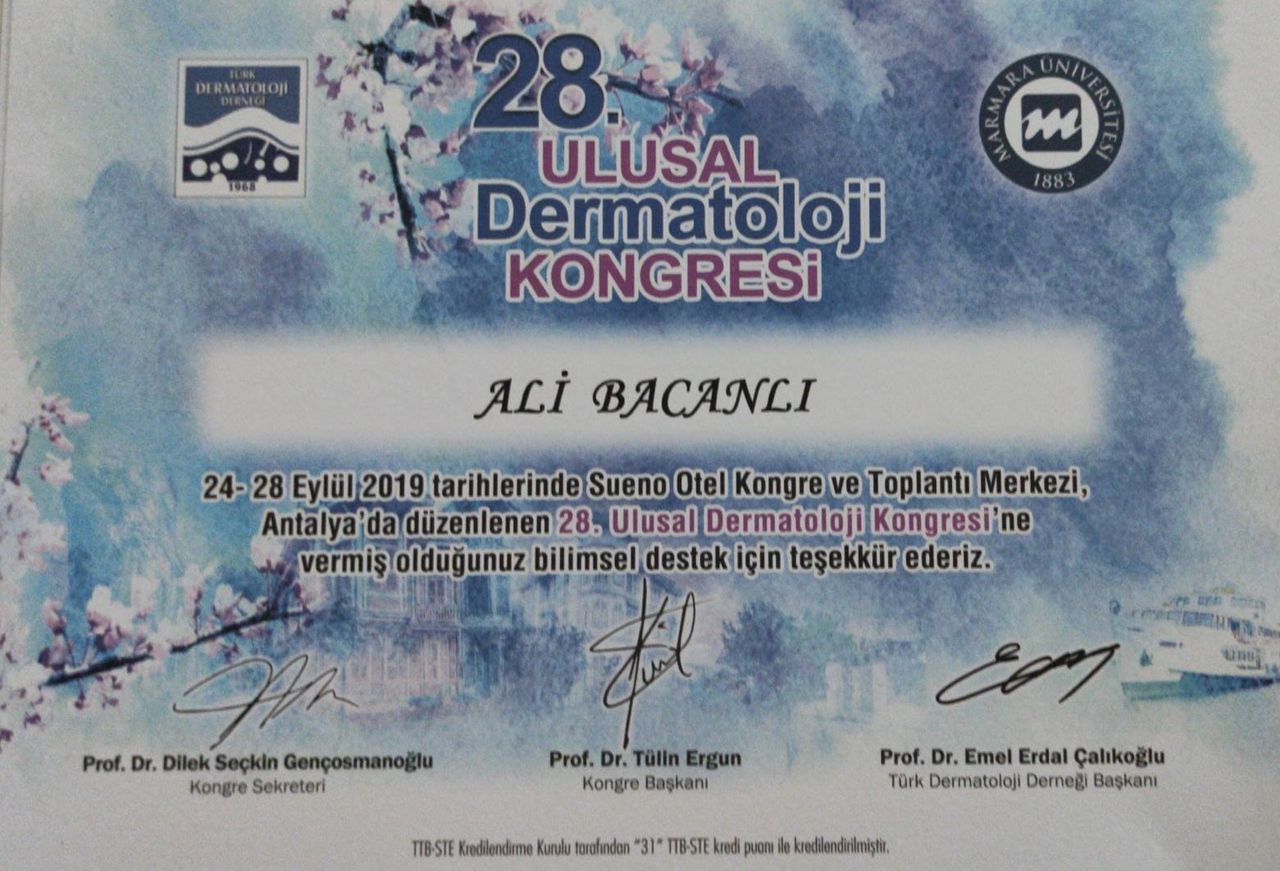 TÜRK
DERMATOLOJİ
DERNEĞİ
1968
28.
ULUSAL
Dermatoloji
KONGRESİ
MARMARA ÜNİVERSİTESİ
m
1883
ALİ BACANLI
24- 28 Eylül 2019 tarihlerinde Sueno Otel Kongre ve Toplantı Merkezi,
Antalya'da düzenlenen 28. Ulusal Dermatoloji Kongresi'ne
vermiş olduğunuz bilimsel destek için teşekkür ederiz.
Prof. Dr. Dilek Seçkin Gençosmanoğlu
Kongre Sekreteri
Prof. Dr. Tülin Ergun
Kongre Başkanı
Prof. Dr. Emel Erdal Çalıkoğlu
Türk Dermatoloji Derneği Başkanı
TTB-STE Kredilendirme Kurulu tarafından "31" TTB-STE kredi puanı ile kredilendirilmiştir.